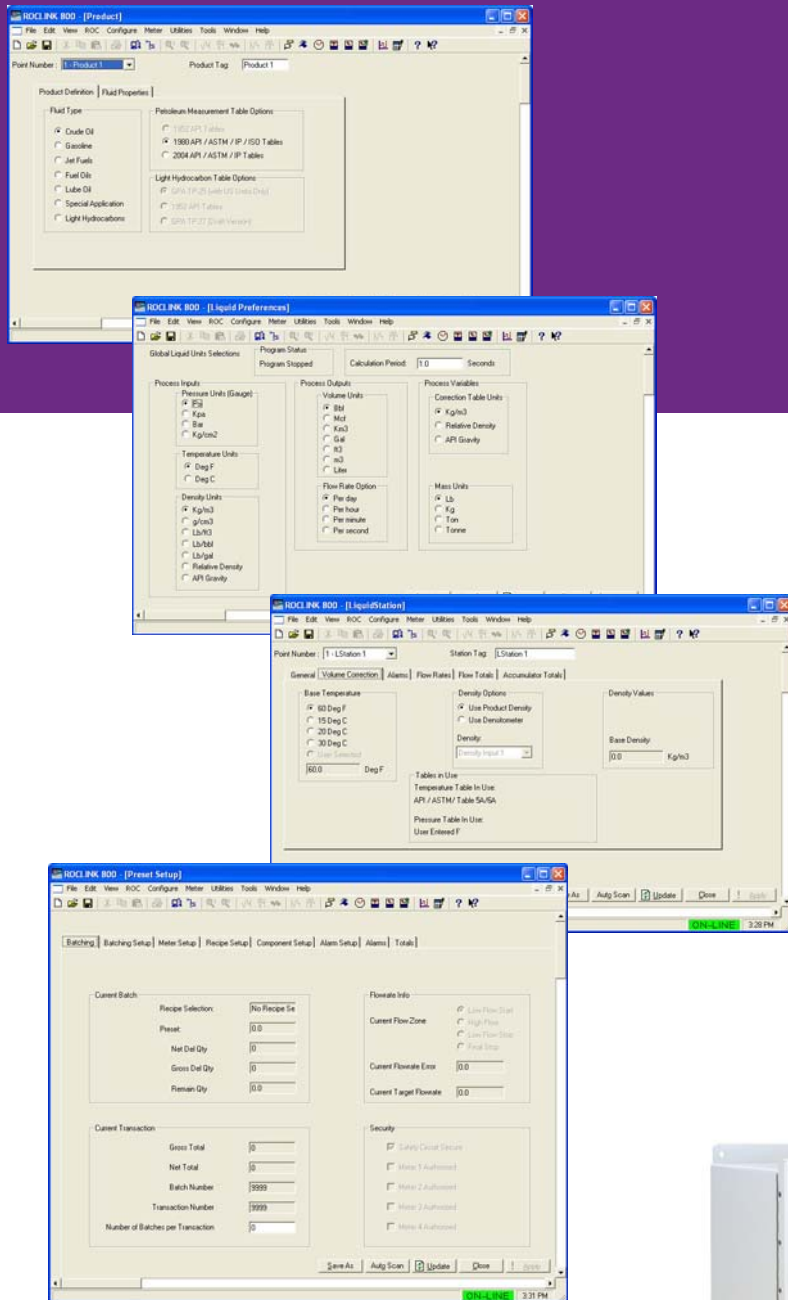 ROCLINK 800 - [Product]
File Edit View ROC Configure Meter Utilities Tools Window Help
Point Number : 1 - Product 1 Product Tag: Product 1
Product Definition Fluid Properties
Fluid Type
Crude Oil
Gasoline
Jet Fuels
Fuel Oils
Lube Oil
Special Application
Light Hydrocarbons
Petroleum Measurement Table Options
1952 API Tables
1980 API / ASTM / IP / ISO Tables
2004 API / ASTM / IP Tables
Light Hydrocarbon Table Options
GPA TP-25 (with US Units Only)
1952 API Tables
GPA TP-27 (Draft Version)
ROCLINK 800 - [Liquid Preferences]
File Edit View ROC Configure Meter Utilities Tools Window Help
Global Liquid Units Selections
Program Status
Program Stopped
Calculation Period: 1.0 Seconds
Process Inputs
Pressure Units (Gauge)
Psi
Kpa
Bar
Kg/cm2
Temperature Units
Deg F
Deg C
Density Units
Kg/m3
g/cm3
Lb/ft3
Lb/bbl
Lb/gal
Relative Density
API Gravity
Process Outputs
Volume Units
Bbl
Mcf
Km3
Gal
ft3
m3
Liter
Flow Rate Option
Per day
Per hour
Per minute
Per second
Process Variables
Correction Table Units
Kg/m3
Relative Density
API Gravity
Mass Units
Lb
Kg
Ton
Tonne
ROCLINK 800 - [LiquidStation]
File Edit View ROC Configure Meter Utilities Tools Window Help
Point Number : 1 - LStation 1 Station Tag: LStation 1
General Volume Correction Alarms Flow Rates Flow Totals Accumulator Totals
Base Temperature
60 Deg F
15 Deg C
20 Deg C
30 Deg C
User Selected
60.0 Deg F
Density Options
Use Product Density
Use Densitometer
Density:
Density Input 1
Density Values
Base Density:
0.0 Kg/m3
Tables in Use
Temperature Table In Use:
API / ASTM/ Table 5A/6A
Pressure Table In Use:
User Entered F
As Auto Scan Update Close ! Apply
ON-LINE 3:28 PM
ROCLINK 800 - [Preset Setup]
File Edit View ROC Configure Meter Utilities Tools Window Help
Batching Batching Setup Meter Setup Recipe Setup Component Setup Alarm Setup Alarms Totals
Current Batch
Recipe Selection: No Recipe Se
Preset: 0.0
Net Del Qty 0
Gross Del Qty 0
Remain Qty 0.0
Flowrate Info
Current Flow Zone
Low Flow Start
High Flow
Low Flow Stop
Final Stop
Current Flowrate Error 0.0
Current Target Flowrate 0.0
Current Transaction
Gross Total 0
Net Total 0
Batch Number 9999
Transaction Number 9999
Number of Batches per Transaction 0
Security
Safety Circuit Secure
Meter 1 Authorized
Meter 2 Authorized
Meter 3 Authorized
Meter 4 Authorized
Save As Auto Scan Update Close ! Apply
ON-LINE 3:31 PM